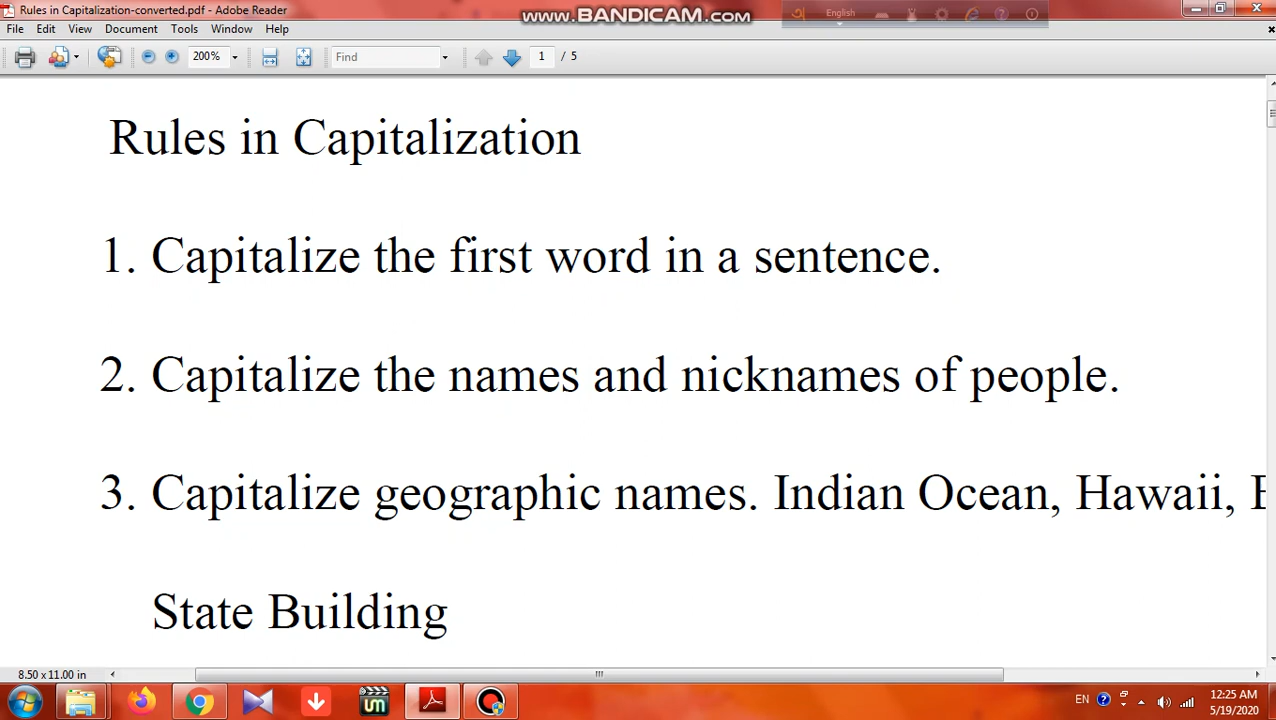 Rules in Capitalization-converted.pdf - Adobe Reader
www.BANDICAM.com
English
File Edit View Document Tools Window Help
200% Find 1 / 5
Rules in Capitalization
1. Capitalize the first word in a sentence.
2. Capitalize the names and nicknames of people.
3. Capitalize geographic names. Indian Ocean, Hawaii,
State Building
8.50 x 11.00 in
EN
12:25 AM
5/19/2020